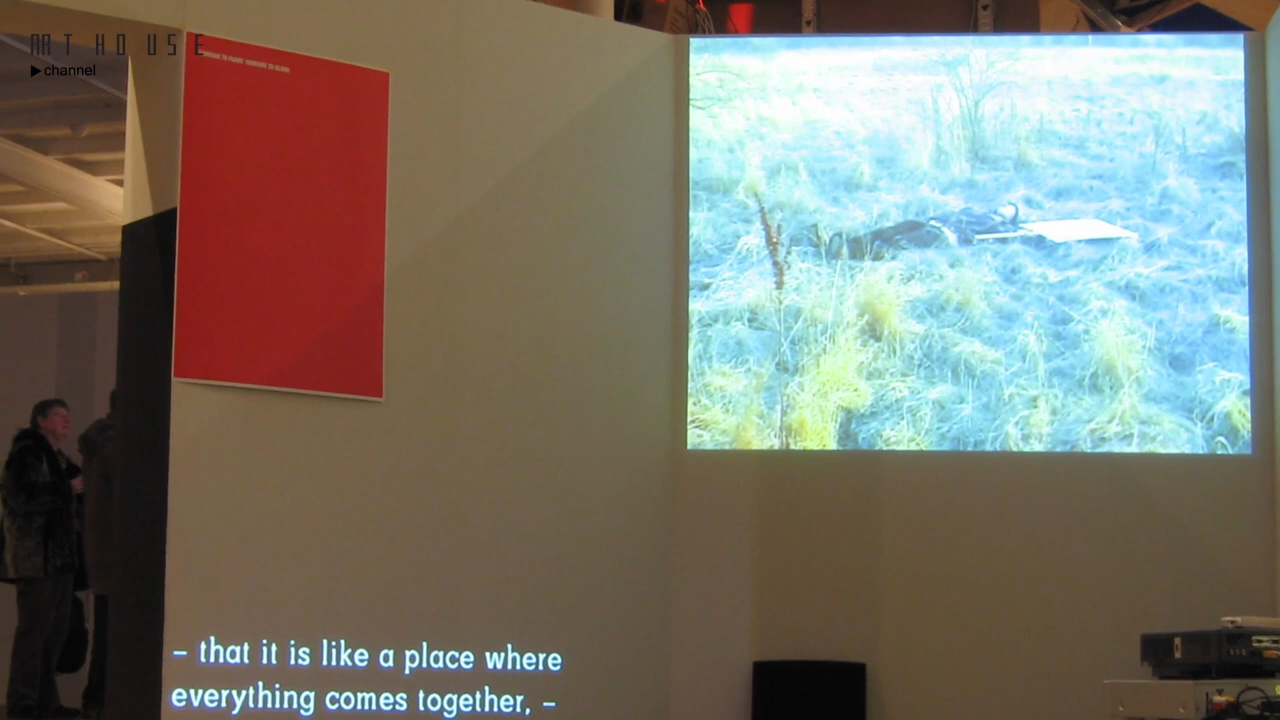 ART HOUSE
channel
– that it is like a place where
everything comes together, –